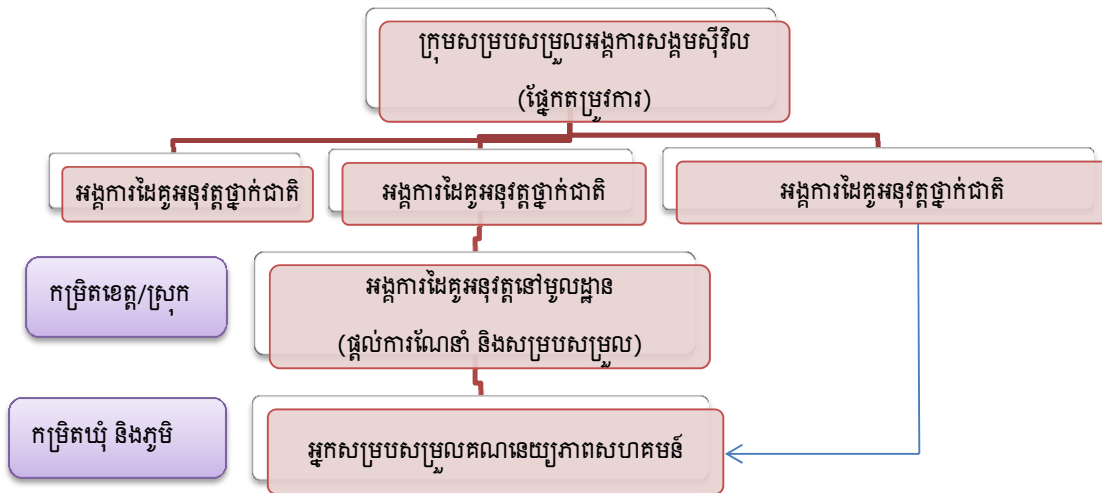 ក្រុមសម្របសម្រួលអង្គការសង្គមស៊ីវិល
(ផ្នែកតម្រូវការ)
អង្គការដៃគូអនុវត្តថ្នាក់ជាតិ
អង្គការដៃគូអនុវត្តថ្នាក់ជាតិ
អង្គការដៃគូអនុវត្តថ្នាក់ជាតិ
កម្រិតខេត្ត/ស្រុក
អង្គការដៃគូអនុវត្តនៅមូលដ្ឋាន
(ផ្តល់ការណែនាំ និងសម្របសម្រួល)
កម្រិតឃុំ និងភូមិ
អ្នកសម្របសម្រួលគណនេយ្យភាពសហគមន៍